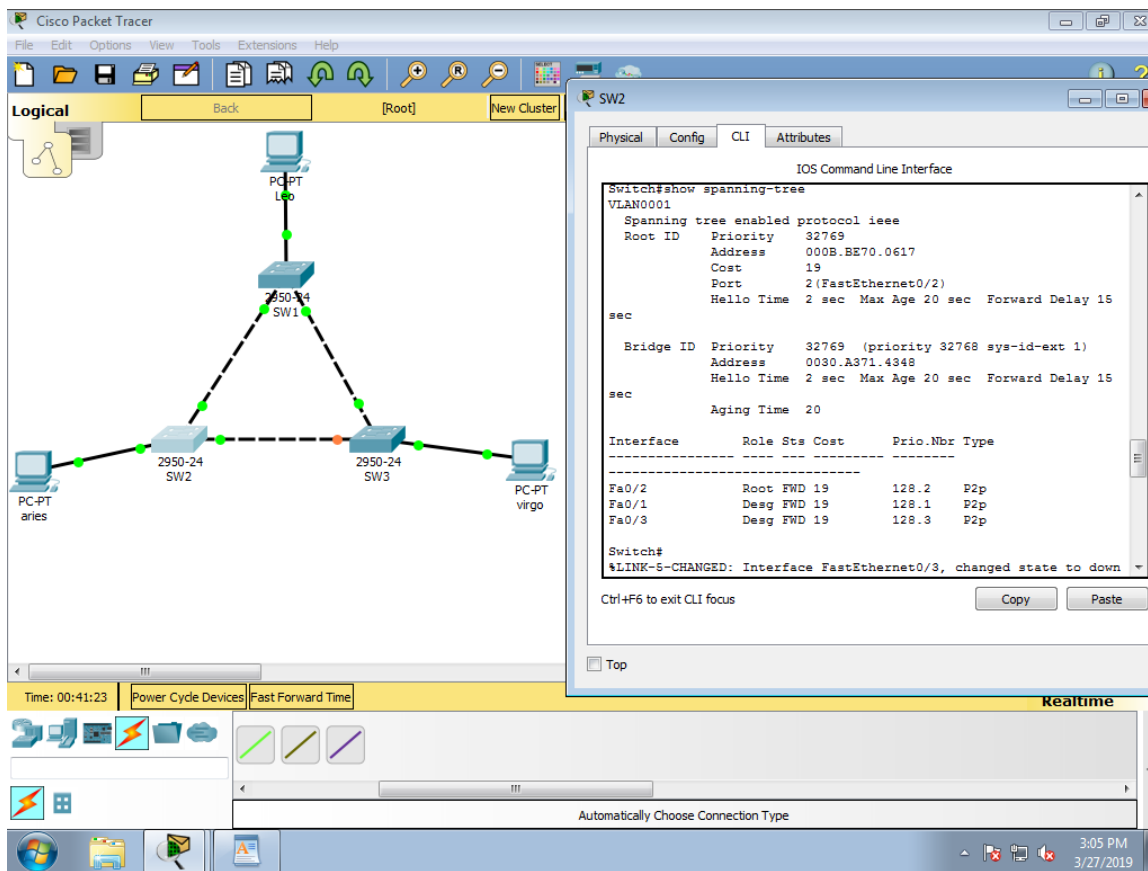 Cisco Packet Tracer
File Edit Options View Tools Extensions Help
Logical
Back
[Root]
New Cluster
PC-PT
Leo
2950-24
SW1
2950-24
SW2
2950-24
SW3
PC-PT
aries
PC-PT
virgo
SW2
Physical Config CLI Attributes
IOS Command Line Interface
Switch#show spanning-tree
VLAN0001
Spanning tree enabled protocol ieee
Root ID Priority 32769
Address 000B.BE70.0617
Cost 19
Port 2(FastEthernet0/2)
Hello Time 2 sec Max Age 20 sec Forward Delay 15
sec
Bridge ID Priority 32769 (priority 32768 sys-id-ext 1)
Address 0030.A371.4348
Hello Time 2 sec Max Age 20 sec Forward Delay 15
sec
Aging Time 20
Interface Role Sts Cost Prio.Nbr Type
---------------- ---- --- --------- --------
--------------------------------
Fa0/2 Root FWD 19 128.2 P2p
Fa0/1 Desg FWD 19 128.1 P2p
Fa0/3 Desg FWD 19 128.3 P2p
Switch#
%LINK-5-CHANGED: Interface FastEthernet0/3, changed state to down
Ctrl+F6 to exit CLI focus
Copy Paste
Top
Time: 00:41:23 Power Cycle Devices Fast Forward Time
Realtime
Automatically Choose Connection Type
3:05 PM
3/27/2019